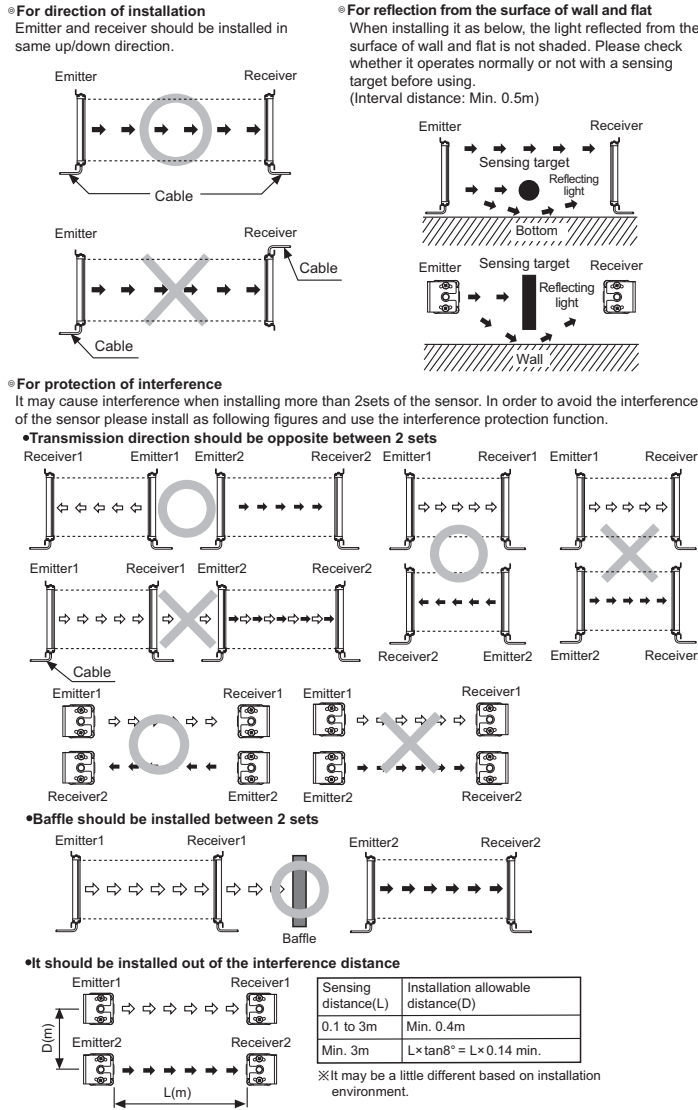 ◎For direction of installation
Emitter and receiver should be installed in
same up/down direction.
Emitter Receiver
Cable
Emitter Receiver
Cable
Cable
◎For reflection from the surface of wall and flat
When installing it as below, the light reflected from the
surface of wall and flat is not shaded. Please check
whether it operates normally or not with a sensing
target before using.
(Interval distance: Min. 0.5m)
Emitter Receiver
Sensing target
Reflecting
light
Bottom
Emitter Sensing target Receiver
Reflecting
light
Wall
◎For protection of interference
It may cause interference when installing more than 2sets of the sensor. In order to avoid the interference
of the sensor please install as following figures and use the interference protection function.
●Transmission direction should be opposite between 2 sets
Receiver1 Emitter1 Emitter2 Receiver2 Emitter1 Receiver1 Emitter1 Receiver
Emitter1 Receiver1 Emitter2 Receiver2
Receiver2 Emitter2 Emitter2 Receiver
Cable
Emitter1 Receiver1 Emitter1 Receiver1
Receiver2 Emitter2 Emitter2 Receiver2
●Baffle should be installed between 2 sets
Emitter1 Receiver1 Emitter2 Receiver2
Baffle
●It should be installed out of the interference distance
Emitter1 Receiver1
D(m)
Emitter2 Receiver2
L(m)
Sensing Installation allowable
distance(L) distance(D)
0.1 to 3m Min. 0.4m
Min. 3m L×tan8° = L×0.14 min.
※It may be a little different based on installation
environment.